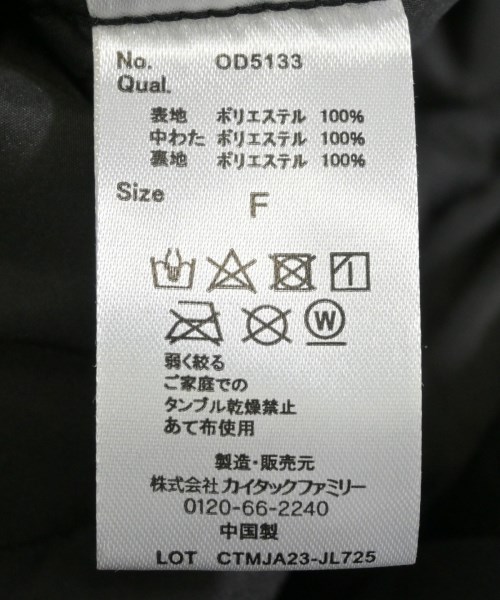 No. OD5133
Qual.
表地 ポリエステル 100%
中わた ポリエステル 100%
裏地 ポリエステル 100%
Size F
W
弱く絞る
ご家庭での
タンブル乾燥禁止
あて布使用
製造・販売元
株式会社カイタックファミリー
0120-66-2240
中国製
LOT CTMJA23-JL725